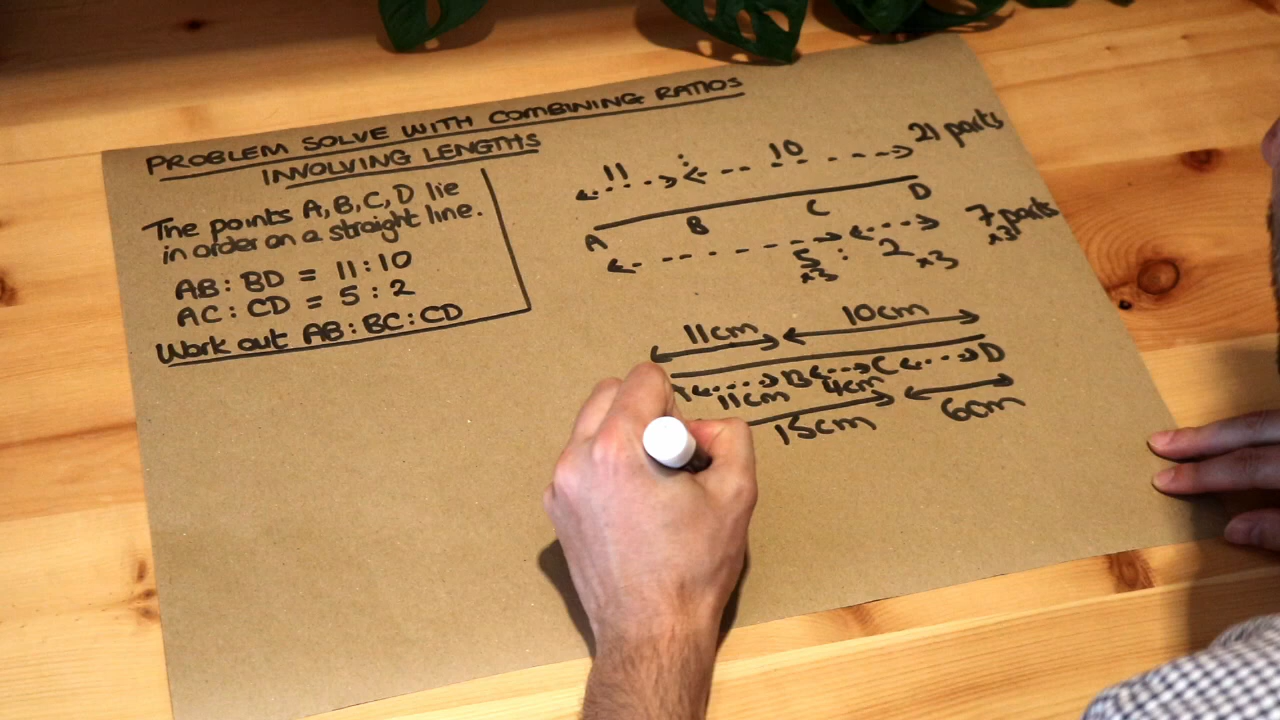 PROBLEM SOLVE WITH COMBINING RATIOS
INVOLVING LENGTHS
The points A, B, C, D lie
in order on a straight line.
AB : BD = 11 : 10
AC : CD = 5 : 2
Work out AB : BC : CD
11 : 10 21 parts
A B C D
5 : 2 7 parts
×3 ×3 ×3
11cm 10cm
B C D
11cm 4cm
15cm 6cm